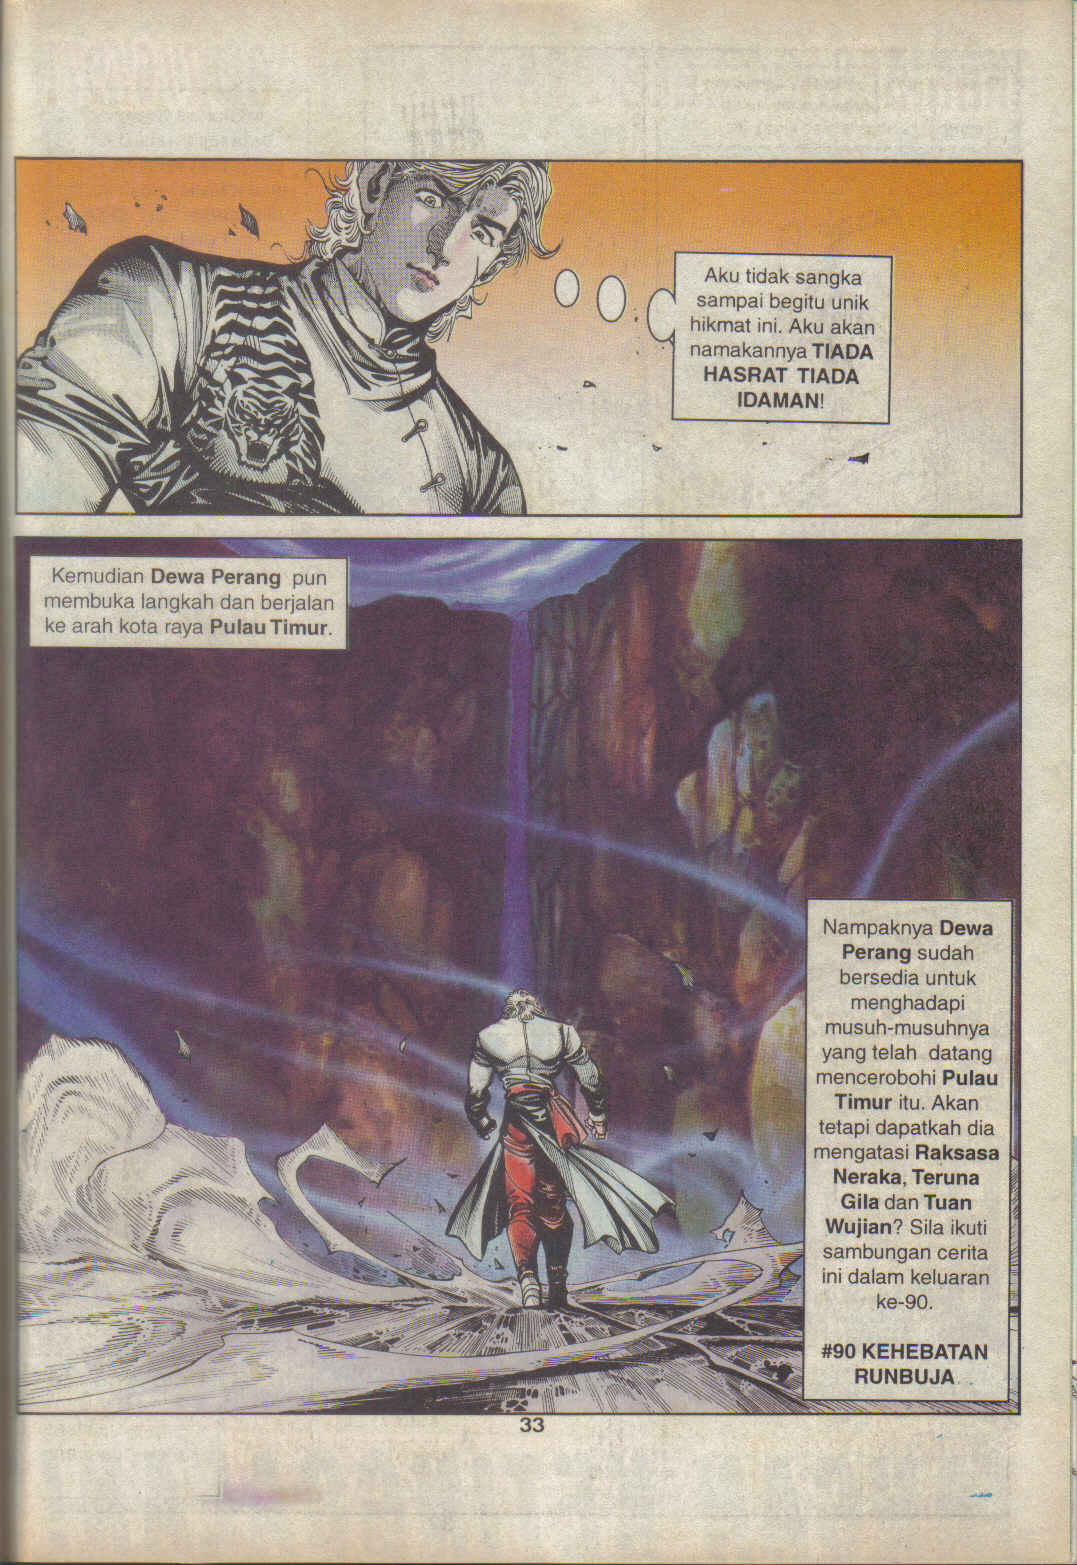 Aku tidak sangka
sampai begitu unik
hikmat ini. Aku akan
namakannya TIADA
HASRAT TIADA
IDAMAN!
Kemudian Dewa Perang pun
membuka langkah dan berjalan
ke arah kota raya Pulau Timur.
Nampaknya Dewa
Perang sudah
bersedia untuk
menghadapi
musuh-musuhnya
yang telah datang
mencerobohi Pulau
Timur itu. Akan
tetapi dapatkah dia
mengatasi Raksasa
Neraka, Teruna
Gila dan Tuan
Wujian? Sila ikuti
sambungan cerita
ini dalam keluaran
ke-90.
#90 KEHEBATAN
RUNBUJA
33